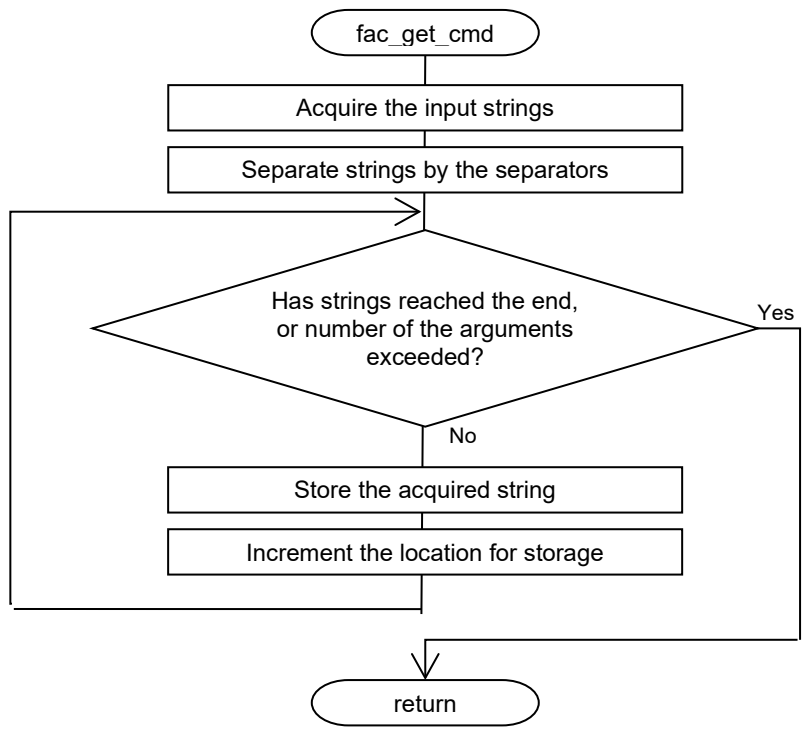 fac_get_cmd
Acquire the input strings
Separate strings by the separators
Has strings reached the end,
or number of the arguments
exceeded?
Yes
No
Store the acquired string
Increment the location for storage
return